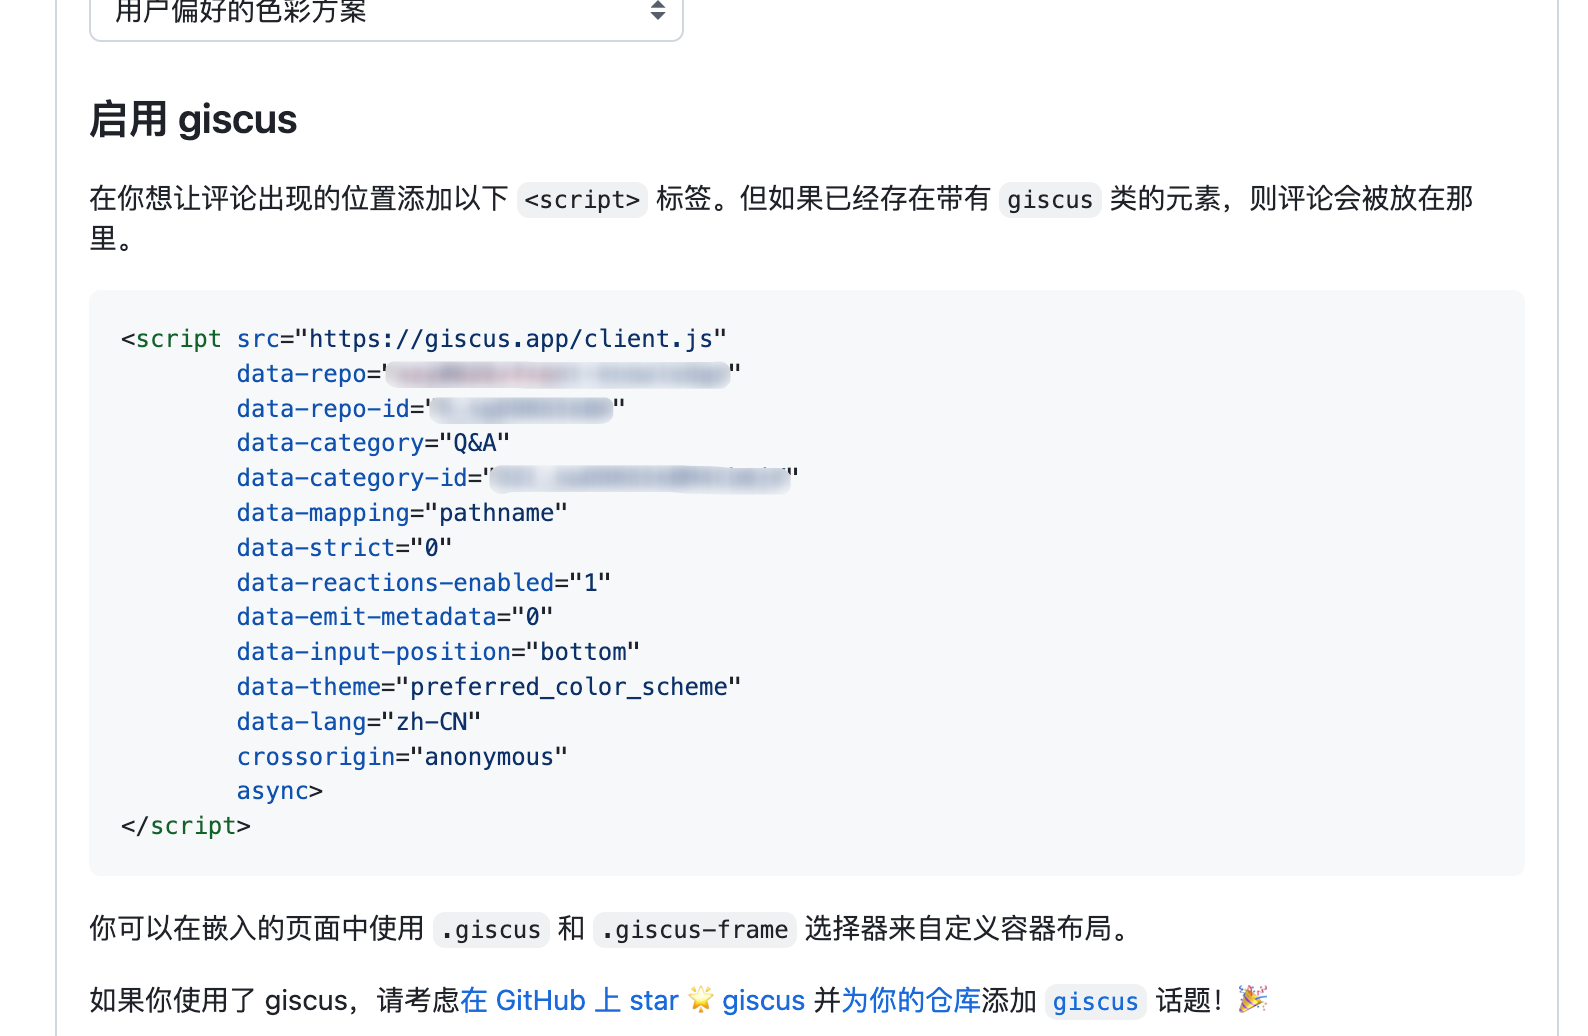 用户偏好的色彩方案
启用 giscus
在你想让评论出现的位置添加以下 <script> 标签。但如果已经存在带有 giscus 类的元素，则评论会被放在那
里。
<script src="https://giscus.app/client.js"
data-repo=" "
data-repo-id=" "
data-category="Q&A"
data-category-id=" "
data-mapping="pathname"
data-strict="0"
data-reactions-enabled="1"
data-emit-metadata="0"
data-input-position="bottom"
data-theme="preferred_color_scheme"
data-lang="zh-CN"
crossorigin="anonymous"
async>
</script>
你可以在嵌入的页面中使用 .giscus 和 .giscus-frame 选择器来自定义容器布局。
如果你使用了 giscus，请考虑在 GitHub 上 star 🌟 giscus 并为你的仓库添加 giscus 话题！🎉